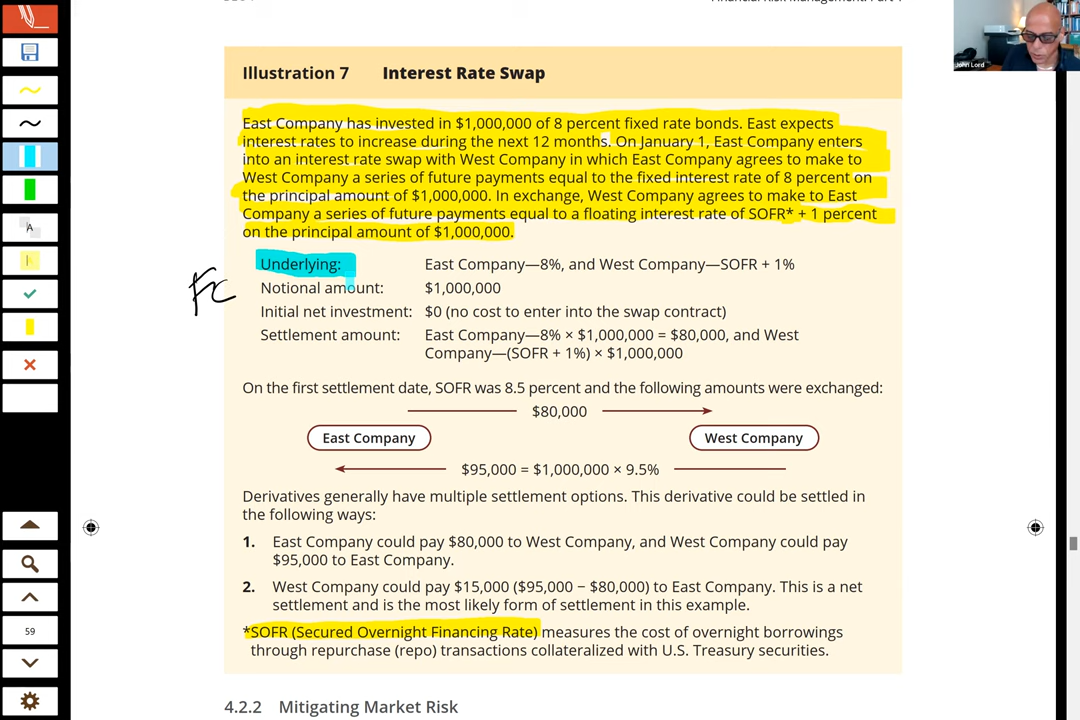 John Lord
Illustration 7 Interest Rate Swap
East Company has invested in $1,000,000 of 8 percent fixed rate bonds. East expects
interest rates to increase during the next 12 months. On January 1, East Company enters
into an interest rate swap with West Company in which East Company agrees to make to
West Company a series of future payments equal to the fixed interest rate of 8 percent on
the principal amount of $1,000,000. In exchange, West Company agrees to make to East
Company a series of future payments equal to a floating interest rate of SOFR* + 1 percent
on the principal amount of $1,000,000.
Underlying: East Company—8%, and West Company—SOFR + 1%
FC
Notional amount: $1,000,000
Initial net investment: $0 (no cost to enter into the swap contract)
Settlement amount: East Company—8% × $1,000,000 = $80,000, and West
Company—(SOFR + 1%) × $1,000,000
On the first settlement date, SOFR was 8.5 percent and the following amounts were exchanged:
$80,000
East Company West Company
$95,000 = $1,000,000 × 9.5%
Derivatives generally have multiple settlement options. This derivative could be settled in
the following ways:
1. East Company could pay $80,000 to West Company, and West Company could pay
$95,000 to East Company.
2. West Company could pay $15,000 ($95,000 − $80,000) to East Company. This is a net
settlement and is the most likely form of settlement in this example.
*SOFR (Secured Overnight Financing Rate) measures the cost of overnight borrowings
through repurchase (repo) transactions collateralized with U.S. Treasury securities.
59
4.2.2 Mitigating Market Risk